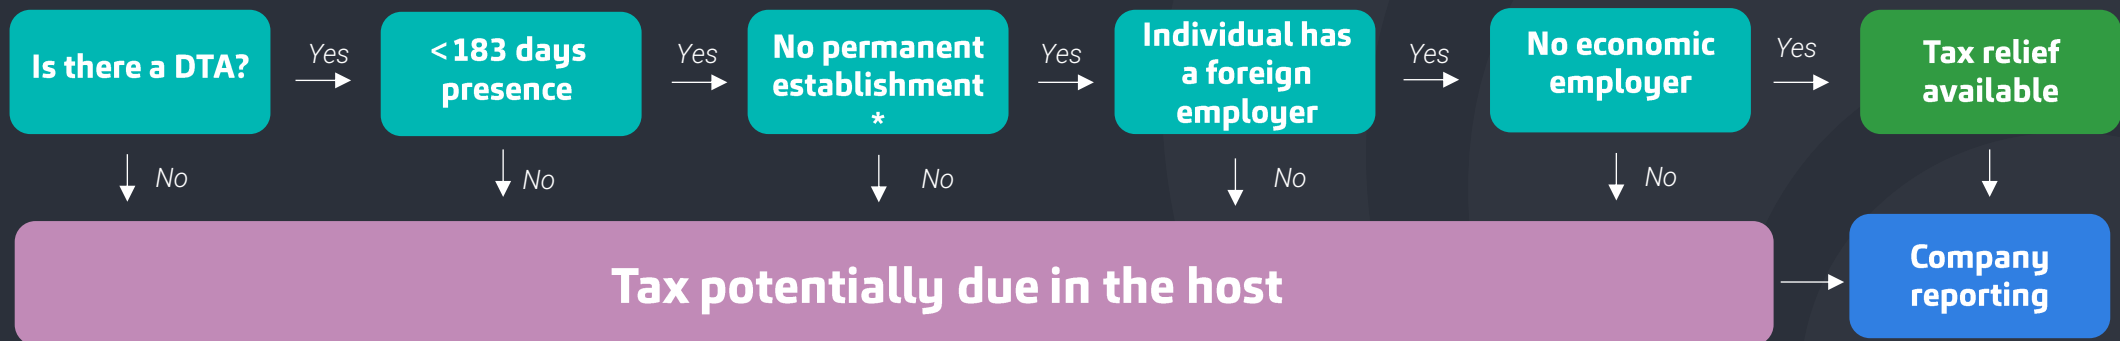 Is there a DTA?
Yes
<183 days
presence
Yes
No permanent
establishment
*
Yes
Individual has
a foreign
employer
Yes
No economic
employer
Yes
Tax relief
available
No
No
No
No
No
Tax potentially due in the host
Company
reporting